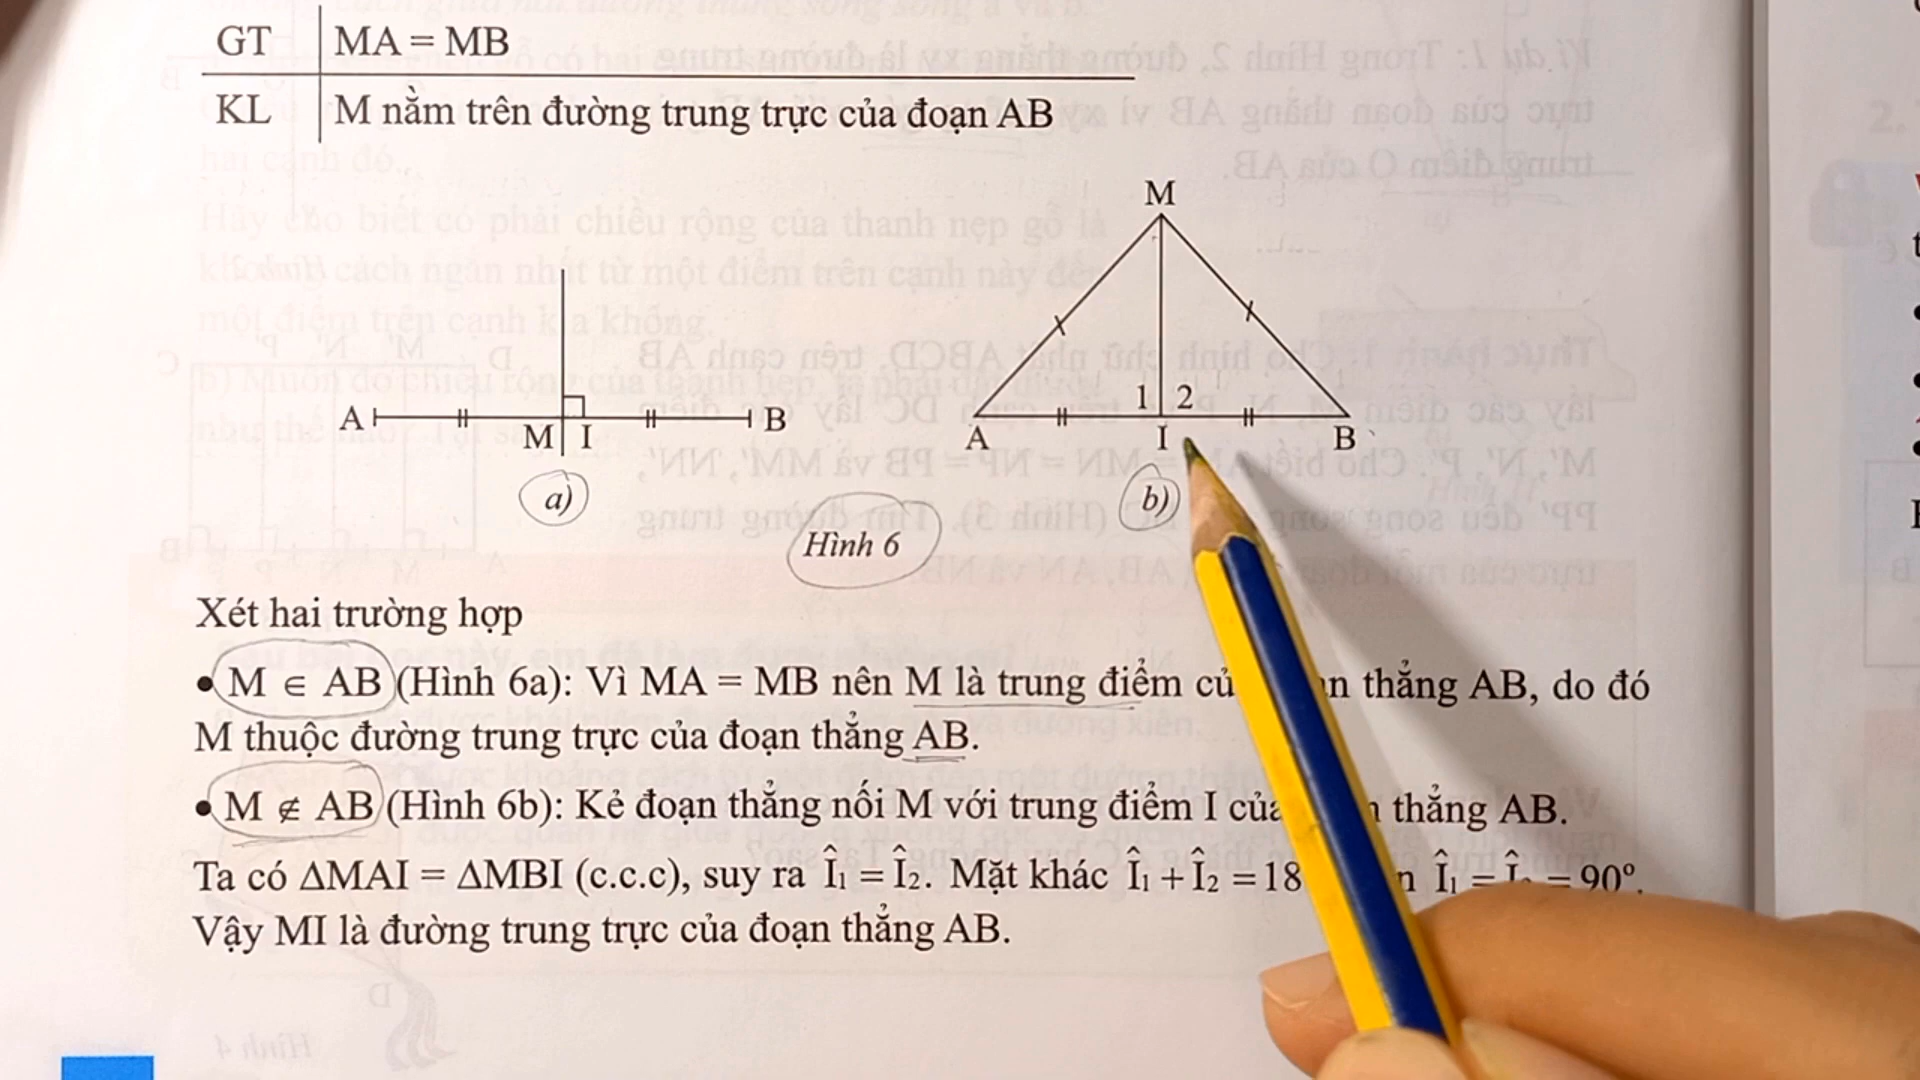 GT MA = MB
KL M nằm trên đường trung trực của đoạn AB
M
1 2
A M I B
A I B
a) b)
Hình 6
Xét hai trường hợp
• M ∈ AB (Hình 6a): Vì MA = MB nên M là trung điểm thẳng AB, do đó
M thuộc đường trung trực của đoạn thẳng AB.
• M ∉ AB (Hình 6b): Kẻ đoạn thẳng nối M với trung điểm I của thẳng AB.
Ta có ΔMAI = ΔMBI (c.c.c), suy ra Î₁ = Î₂. Mặt khác Î₁ + Î₂ = Î₁ = = 90°.
Vậy MI là đường trung trực của đoạn thẳng AB.